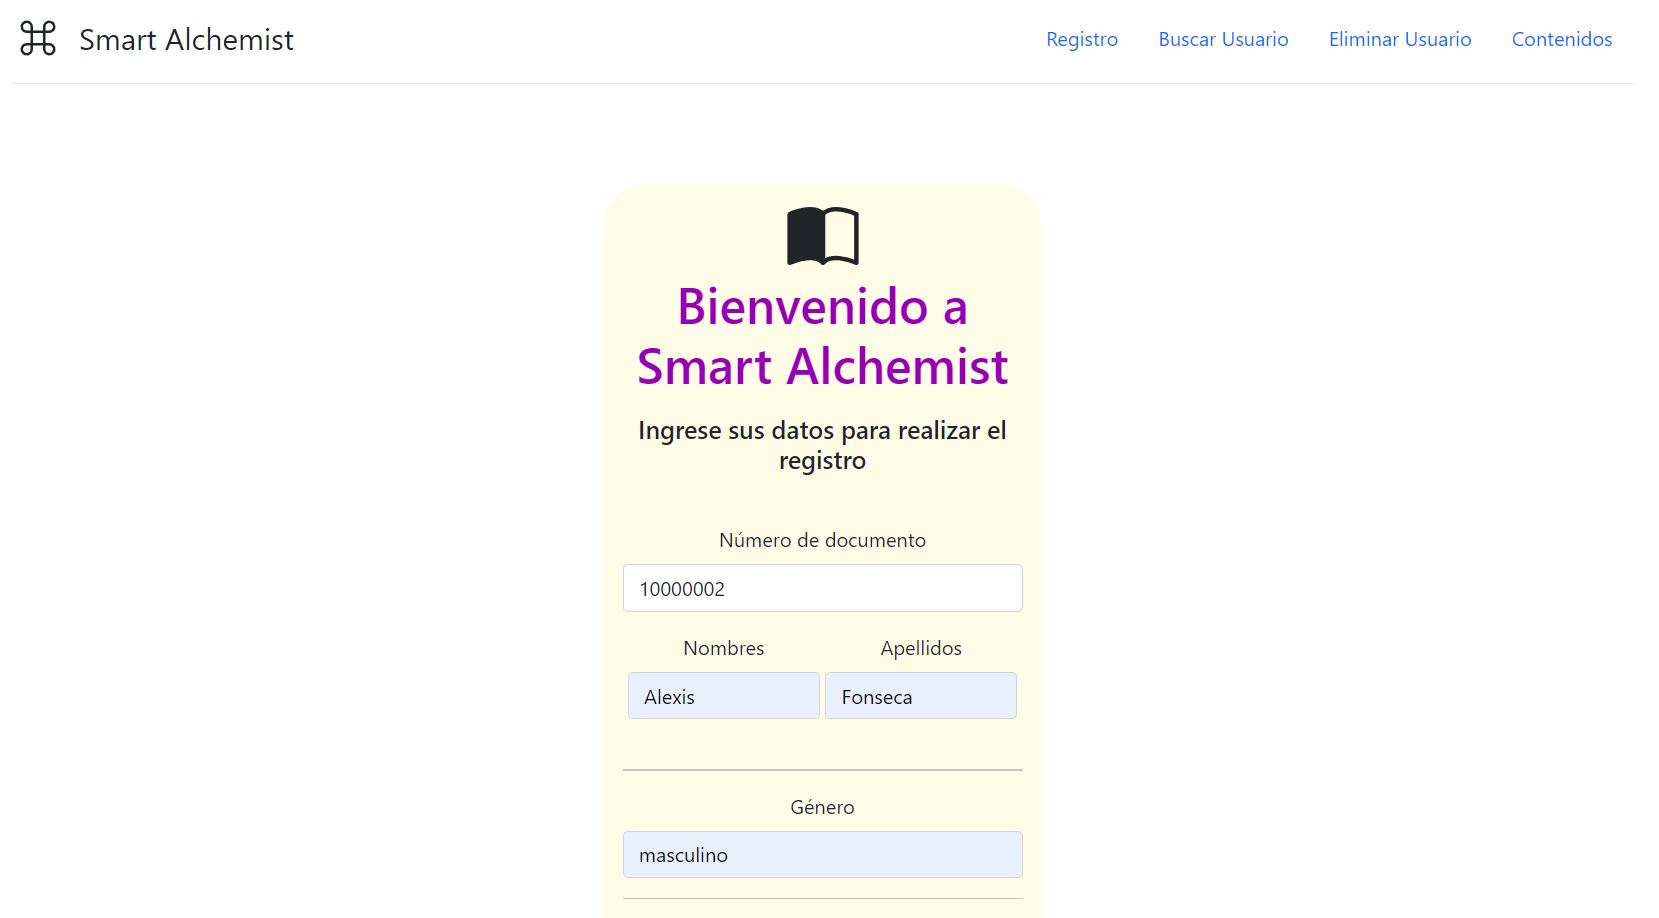 Smart Alchemist
Registro
Buscar Usuario
Eliminar Usuario
Contenidos
Bienvenido a
Smart Alchemist
Ingrese sus datos para realizar el
registro
Número de documento
10000002
Nombres
Apellidos
Alexis
Fonseca
Género
masculino